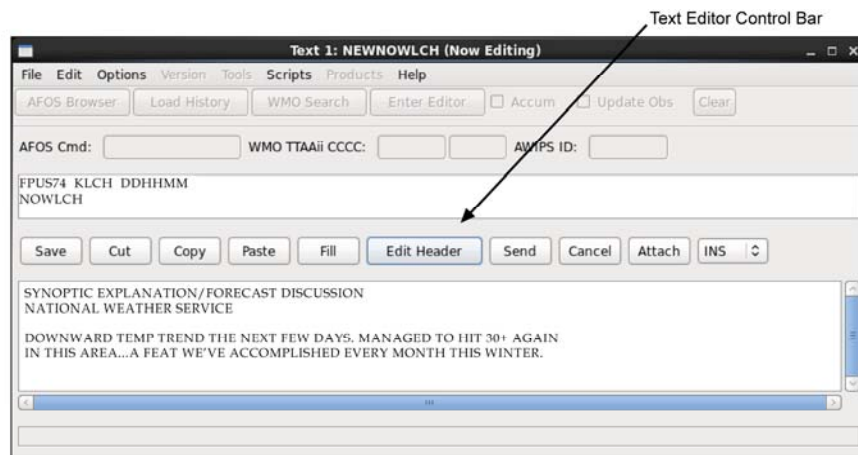 Text Editor Control Bar
Text 1: NEWNOWLCH (Now Editing)
File Edit Options Version Tools Scripts Products Help
AFOS Browser Load History WMO Search Enter Editor Accum Update Obs Clear
AFOS Cmd: WMO TTAAii CCCC: AWIPS ID:
FPUS74 KLCH DDHHMM
NOWLCH
Save Cut Copy Paste Fill Edit Header Send Cancel Attach INS
SYNOPTIC EXPLANATION/FORECAST DISCUSSION
NATIONAL WEATHER SERVICE
DOWNWARD TEMP TREND THE NEXT FEW DAYS. MANAGED TO HIT 30+ AGAIN
IN THIS AREA...A FEAT WE'VE ACCOMPLISHED EVERY MONTH THIS WINTER.